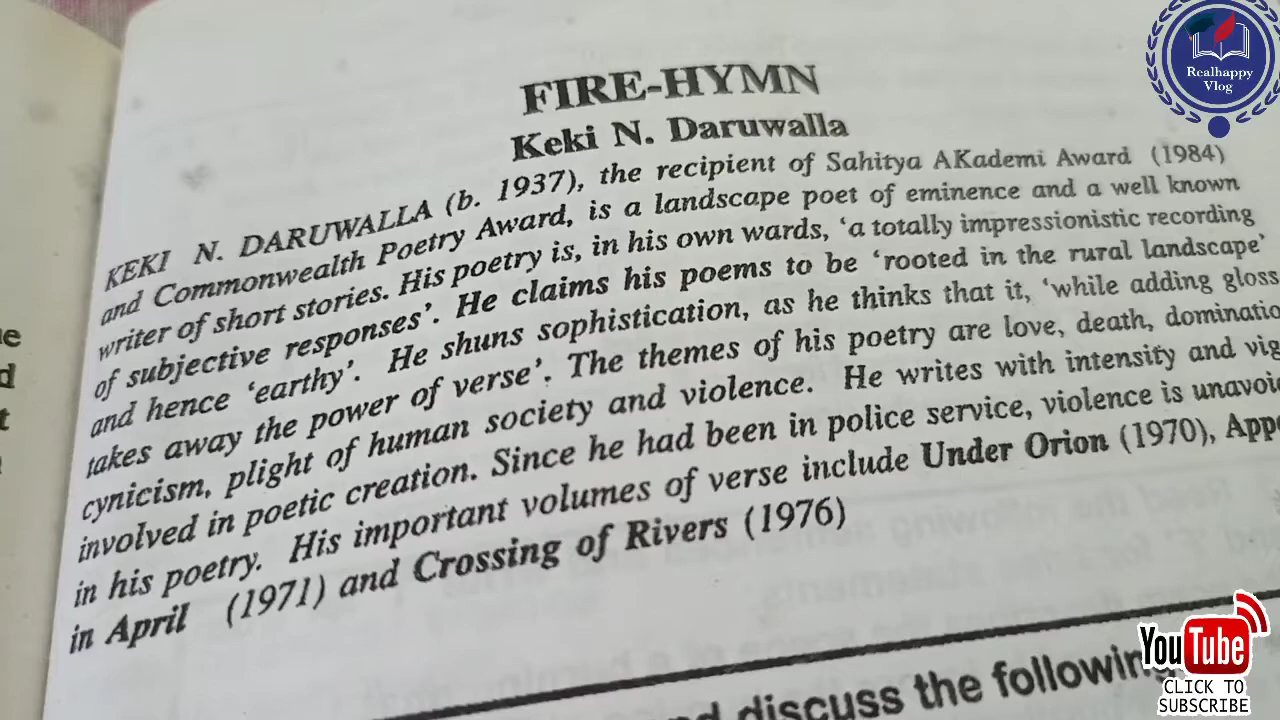 FIRE-HYMN
Keki N. Daruwalla
KEKI N. DARUWALLA (b. 1937), the recipient of Sahitya AKademi Award (1984)
and Commonwealth Poetry Award, is a landscape poet of eminence and a well known
writer of short stories. His poetry is, in his own wards, ‘a totally impressionistic recording
of subjective responses’. He claims his poems to be ‘rooted in the rural landscape’
and hence ‘earthy’. He shuns sophistication, as he thinks that it, ‘while adding gloss
takes away the power of verse’. The themes of his poetry are love, death,
cynicism, plight of human society and violence. He writes with intensity and
involved in poetic creation. Since he had been in police service, violence is
in his poetry. His important volumes of verse include Under Orion (1970),
in April (1971) and Crossing of Rivers (1976)
discuss the following
Realhappy
Vlog
YouTube
CLICK TO
SUBSCRIBE